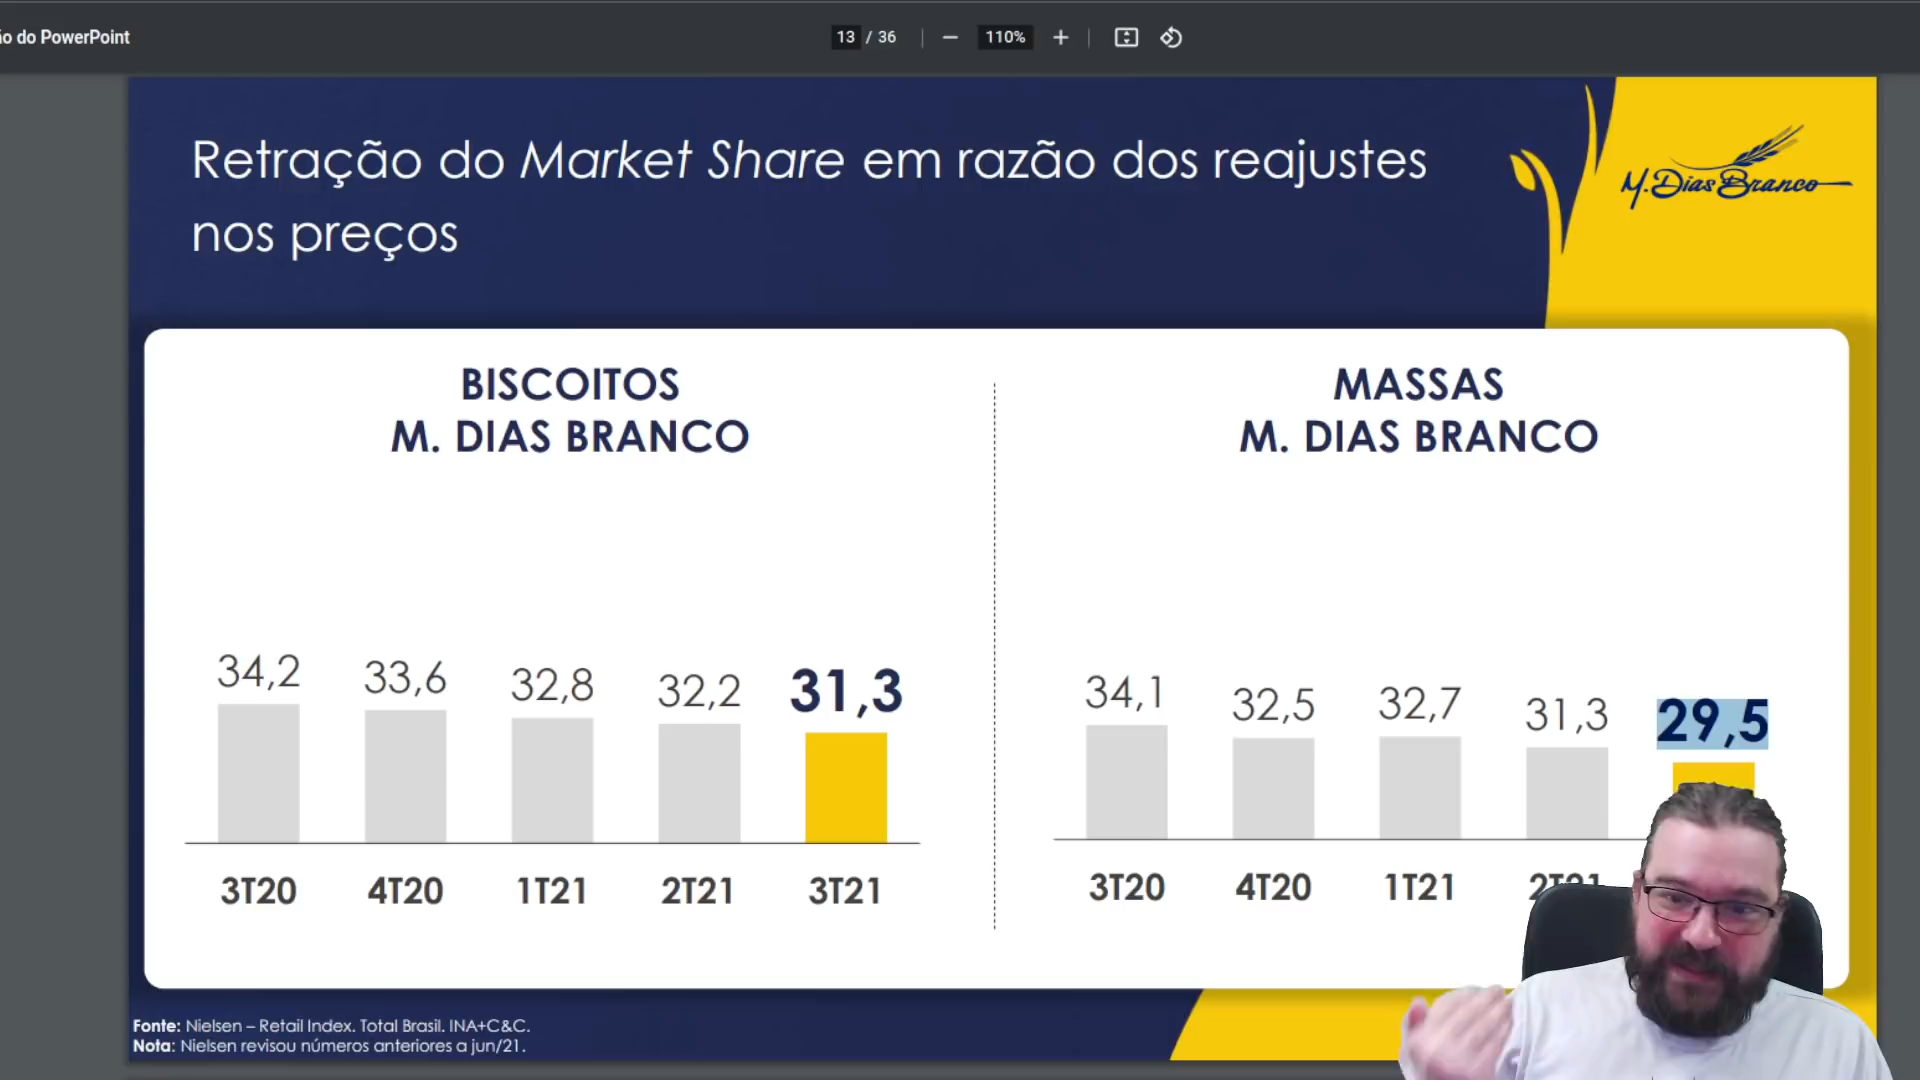 ão do PowerPoint
13 / 36
110%
Retração do Market Share em razão dos reajustes
nos preços
M. Dias Branco
BISCOITOS
M. DIAS BRANCO
34,2
33,6
32,8
32,2
31,3
3T20
4T20
1T21
2T21
3T21
MASSAS
M. DIAS BRANCO
34,1
32,5
32,7
31,3
29,5
3T20
4T20
1T21
2T21
Fonte: Nielsen – Retail Index. Total Brasil. INA+C&C.
Nota: Nielsen revisou números anteriores a jun/21.